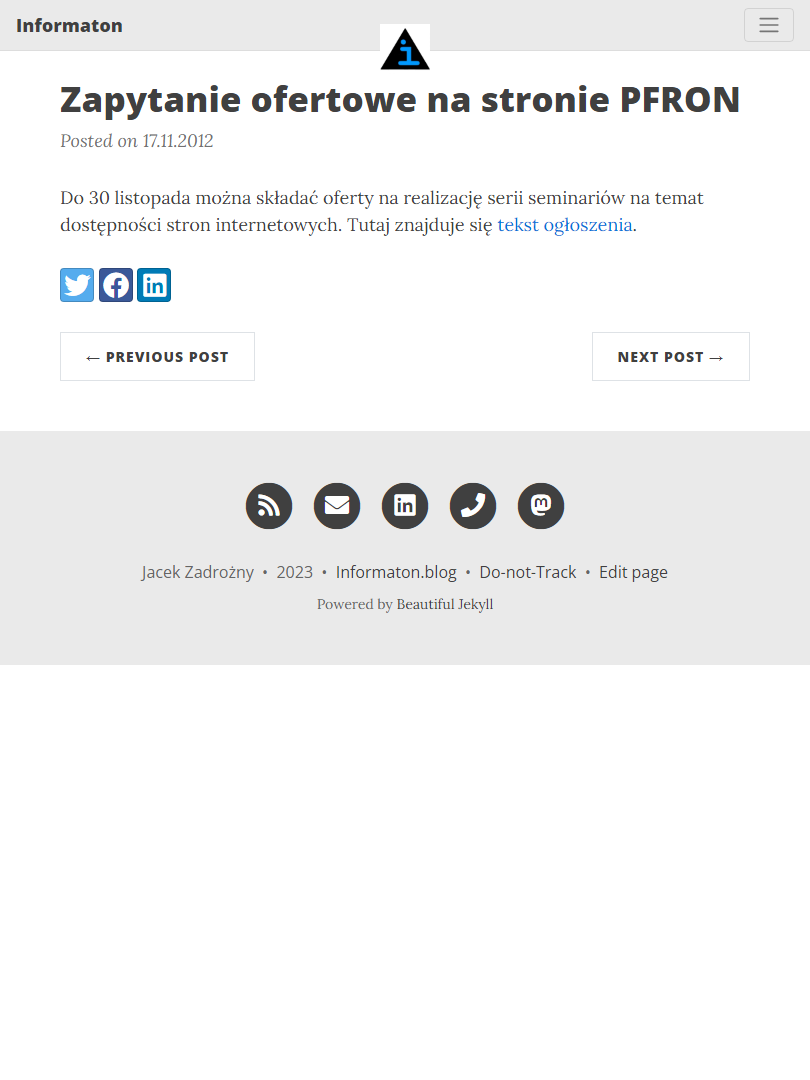 Informaton
Zapytanie ofertowe na stronie PFRON
Posted on 17.11.2012
Do 30 listopada można składać oferty na realizację serii seminariów na temat
dostępności stron internetowych. Tutaj znajduje się tekst ogłoszenia.
← PREVIOUS POST
NEXT POST →
Jacek Zadrożny • 2023 • Informaton.blog • Do-not-Track • Edit page
Powered by Beautiful Jekyll